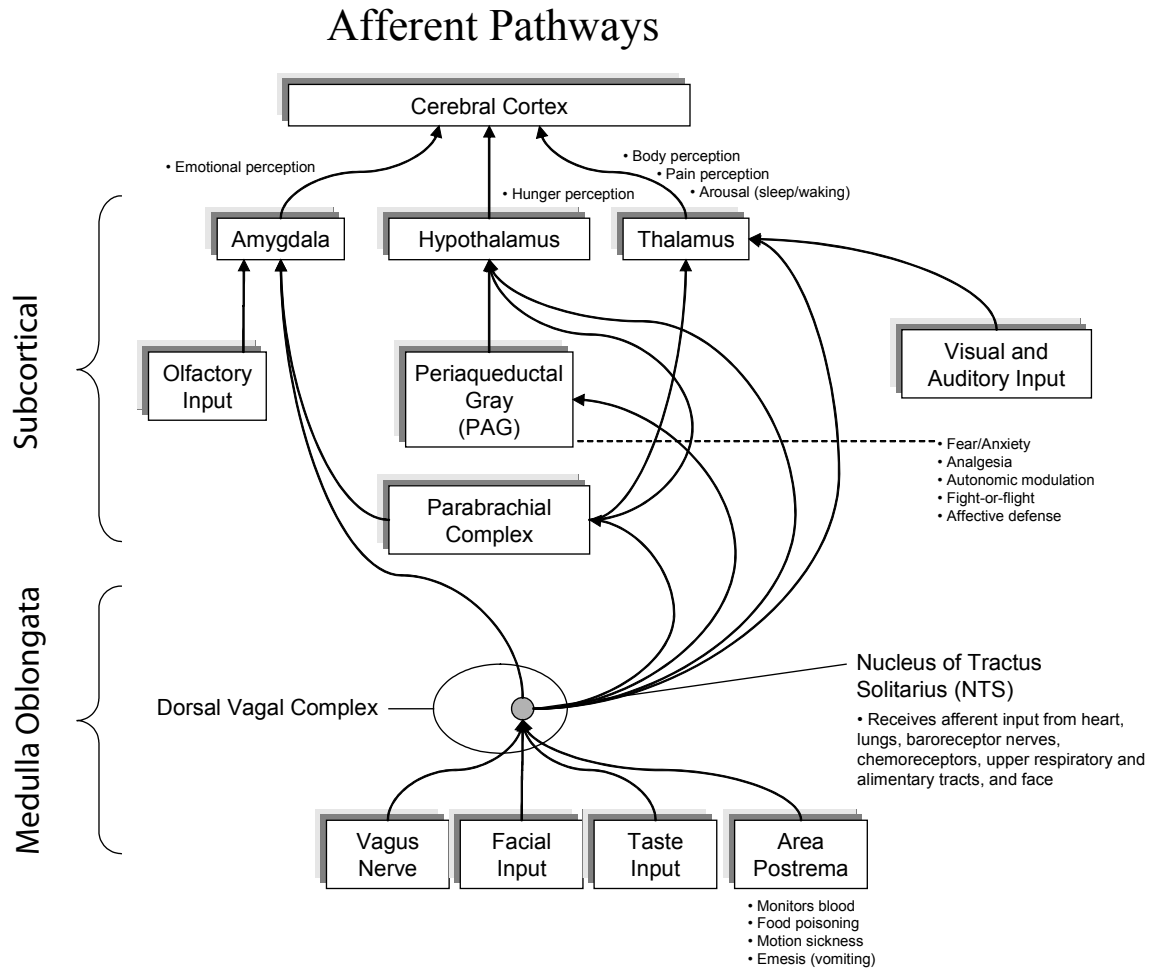 Afferent Pathways
Cerebral Cortex
• Emotional perception
• Hunger perception
• Body perception
• Pain perception
• Arousal (sleep/waking)
Subcortical
Amygdala
Hypothalamus
Thalamus
Olfactory
Input
Periaqueductal
Gray
(PAG)
Visual and
Auditory Input
• Fear/Anxiety
• Analgesia
• Autonomic modulation
• Fight-or-flight
• Affective defense
Parabrachial
Complex
Medulla Oblongata
Dorsal Vagal Complex
Nucleus of Tractus
Solitarius (NTS)
• Receives afferent input from heart,
lungs, baroreceptor nerves,
chemoreceptors, upper respiratory and
alimentary tracts, and face
Vagus
Nerve
Facial
Input
Taste
Input
Area
Postrema
• Monitors blood
• Food poisoning
• Motion sickness
• Emesis (vomiting)